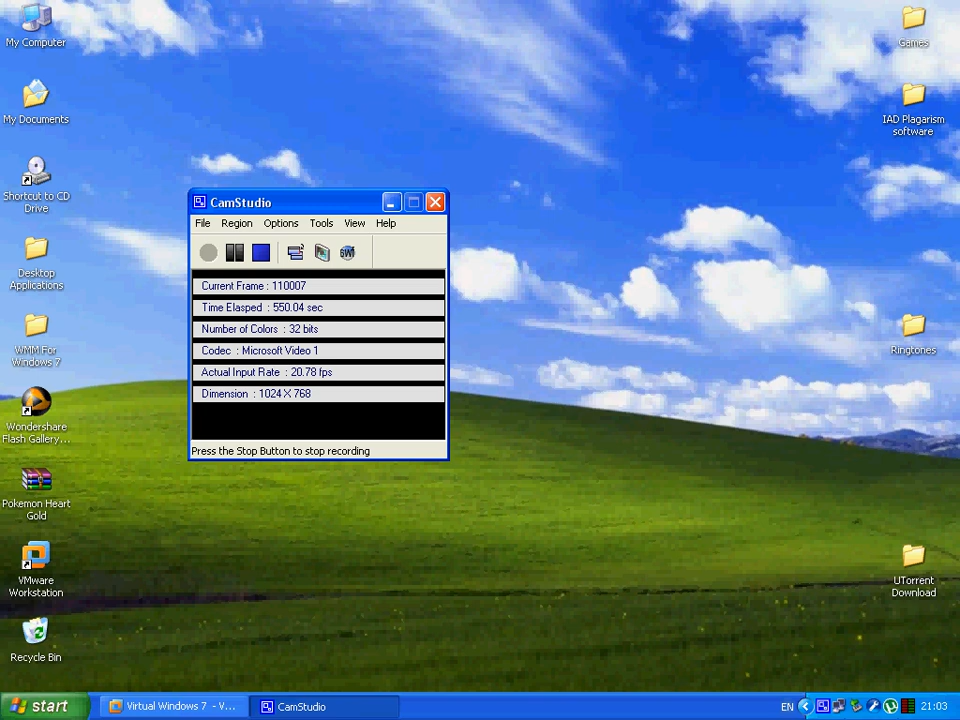 My Computer
My Documents
Shortcut to CD
Drive
Desktop
Applications
WMM For
Windows 7
Wondershare
Flash Gallery...
Pokemon Heart
Gold
VMware
Workstation
Recycle Bin
CamStudio
File Region Options Tools View Help
SWF
Current Frame : 110007
Time Elasped : 550.04 sec
Number of Colors : 32 bits
Codec : Microsoft Video 1
Actual Input Rate : 20.78 fps
Dimension : 1024 X 768
Press the Stop Button to stop recording
Games
IAD Plagarism
software
Ringtones
UTorrent
Download
start
Virtual Windows 7 - V...
CamStudio
EN
21:03